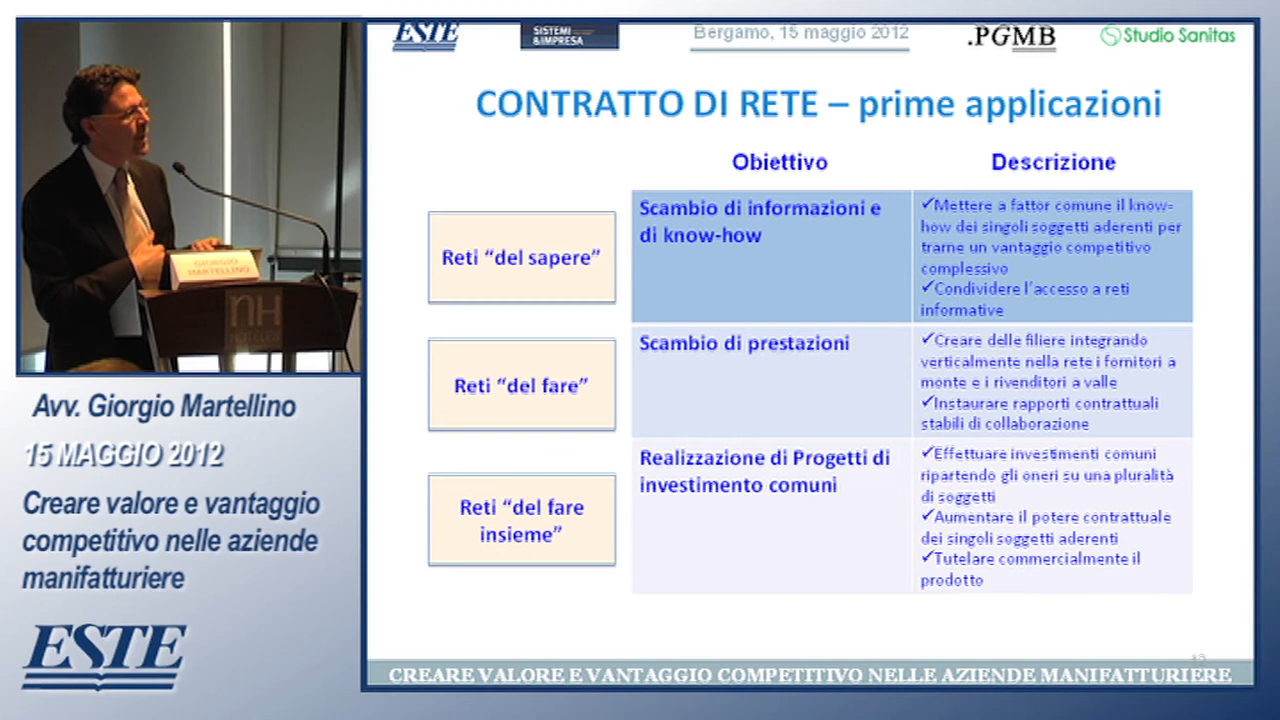 ESTE
SISTEMI
&IMPRESA
Bergamo, 15 maggio 2012
.PGMB
Studio Sanitas
CONTRATTO DI RETE – prime applicazioni
Obiettivo
Descrizione
Reti “del sapere”
Scambio di informazioni e
di know-how
✓Mettere a fattor comune il know-
how dei singoli soggetti aderenti per
trarne un vantaggio competitivo
complessivo
✓Condividere l’accesso a reti
informative
Reti “del fare”
Scambio di prestazioni
✓Creare delle filiere integrando
verticalmente nella rete i fornitori a
monte e i rivenditori a valle
✓Instaurare rapporti contrattuali
stabili di collaborazione
Reti “del fare
insieme”
Realizzazione di Progetti di
investimento comuni
✓Effettuare investimenti comuni
ripartendo gli oneri su una pluralità
di soggetti
✓Aumentare il potere contrattuale
dei singoli soggetti aderenti
✓Tutelare commercialmente il
prodotto
CREARE VALORE E VANTAGGIO COMPETITIVO NELLE AZIENDE MANIFATTURIERE
GIORGIO
MARTELLINO
NH
Avv. Giorgio Martellino
15 MAGGIO 2012
Creare valore e vantaggio
competitivo nelle aziende
manifatturiere
ESTE